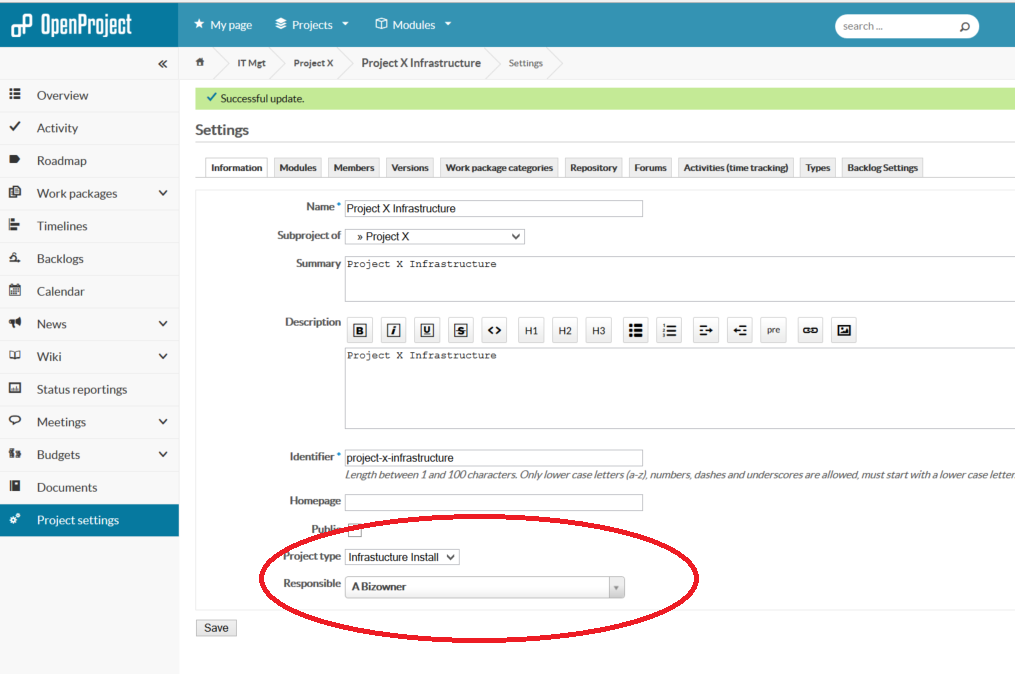 OpenProject
My page Projects Modules
search ...
IT Mgt Project X Project X Infrastructure Settings
Overview
Activity
Roadmap
Work packages
Timelines
Backlogs
Calendar
News
Wiki
Status reportings
Meetings
Budgets
Documents
Project settings
Successful update.
Settings
Information Modules Members Versions Work package categories Repository Forums Activities (time tracking) Types Backlog Settings
Name * Project X Infrastructure
Subproject of » Project X
Summary Project X Infrastructure
Description B i U S <> H1 H2 H3 pre
Project X Infrastructure
Identifier * project-x-infrastructure
Length between 1 and 100 characters. Only lower case letters (a-z), numbers, dashes and underscores are allowed, must start with a lower case letter
Homepage
Public
Project type Infrastucture Install
Responsible A Bizowner
Save